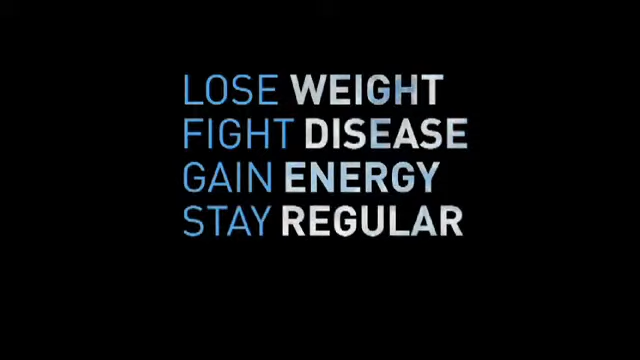 LOSE WEIGHT
FIGHT DISEASE
GAIN ENERGY
STAY REGULAR